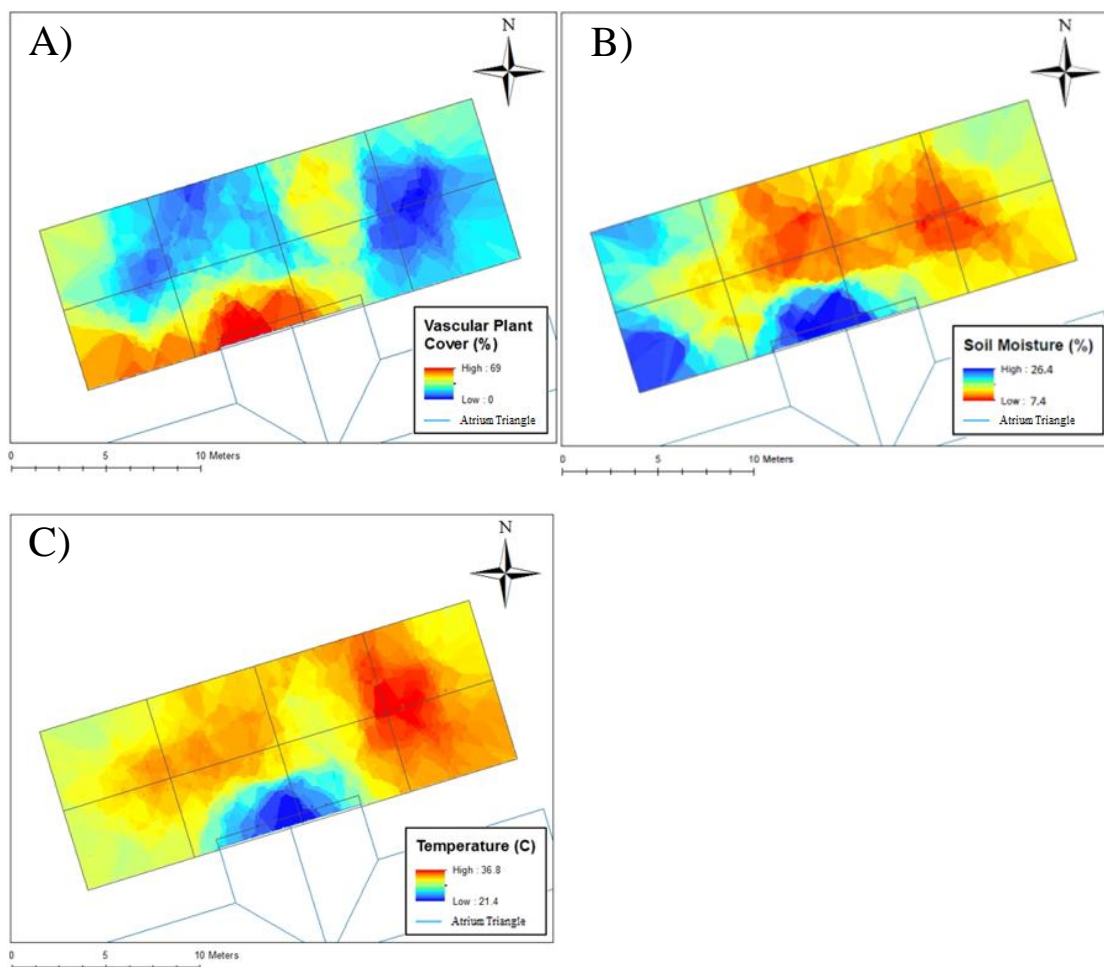 A)
N
Vascular Plant
Cover (%)
High : 69
Low : 0
Atrium Triangle
0 5 10 Meters
B)
N
Soil Moisture (%)
High : 26.4
Low : 7.4
Atrium Triangle
0 5 10 Meters
C)
N
Temperature (C)
High : 36.8
Low : 21.4
Atrium Triangle
0 5 10 Meters